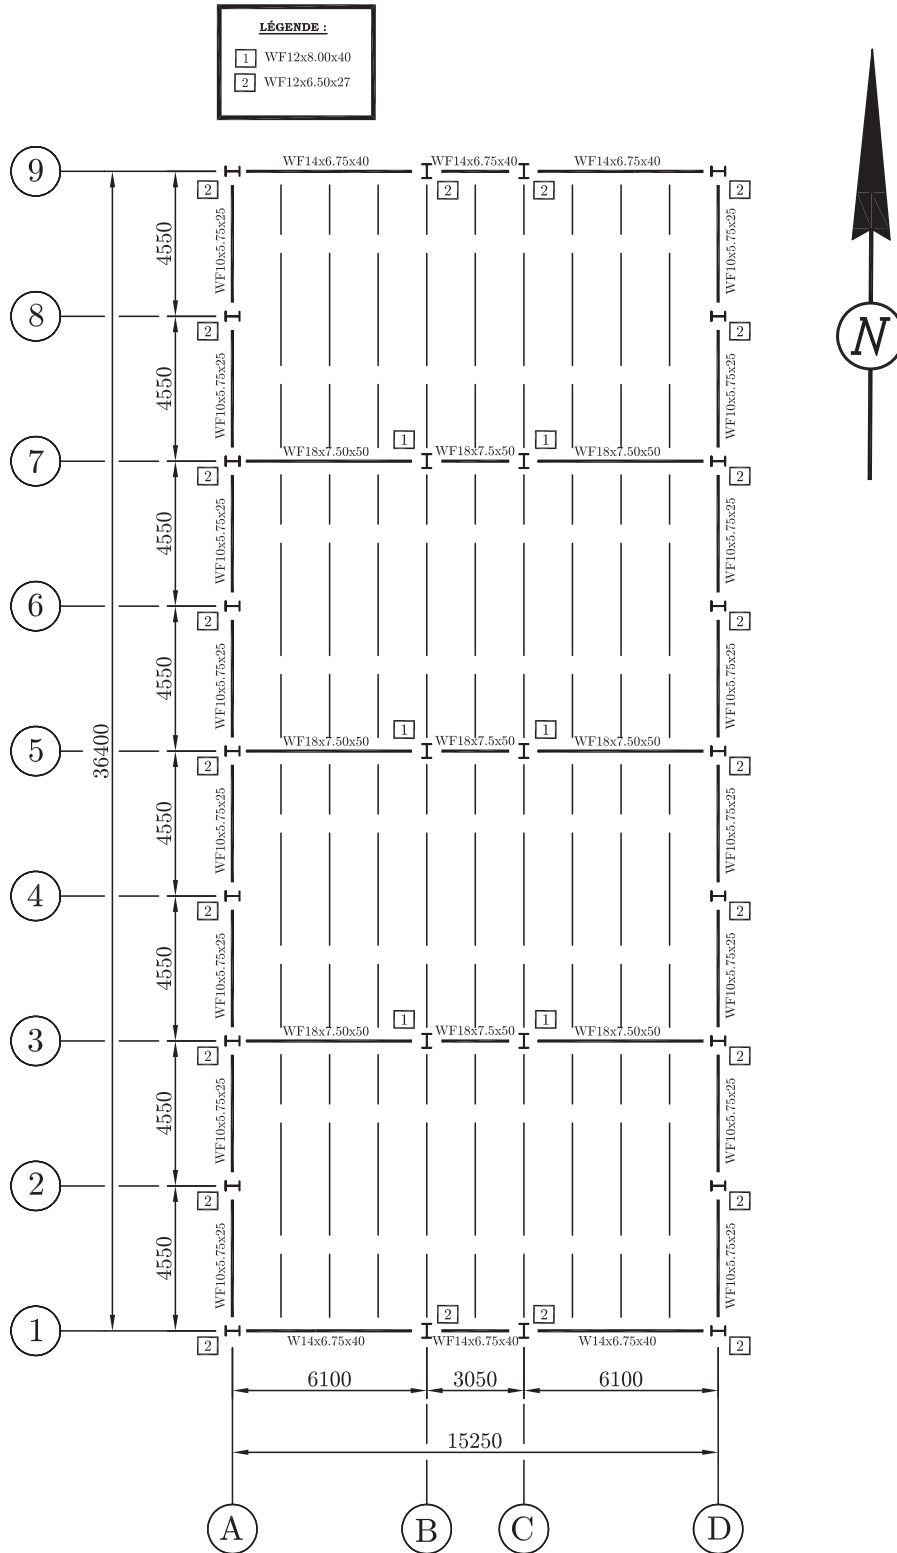 LÉGENDE :
1 WF12x8.00x40
2 WF12x6.50x27
N
9 WF14x6.75x40 WF14x6.75x40 WF14x6.75x40
2 2 2 2
4550 WF10x5.75x25 WF10x5.75x25
8
2 2
4550 WF10x5.75x25 WF10x5.75x25
1 1
7 WF18x7.50x50 WF18x7.5x50 WF18x7.50x50
2 2
4550 WF10x5.75x25 WF10x5.75x25
6
2 2
4550 WF10x5.75x25 WF10x5.75x25
1 1
36400
5 WF18x7.50x50 WF18x7.5x50 WF18x7.50x50
2 2
4550 WF10x5.75x25 WF10x5.75x25
4
2 2
4550 WF10x5.75x25 WF10x5.75x25
1 1
3 WF18x7.50x50 WF18x7.5x50 WF18x7.50x50
2 2
4550 WF10x5.75x25 WF10x5.75x25
2
2 2
4550 WF10x5.75x25 WF10x5.75x25
2 2
1 W14x6.75x40 WF14x6.75x40 W14x6.75x40
2 2
6100 3050 6100
15250
A B C D